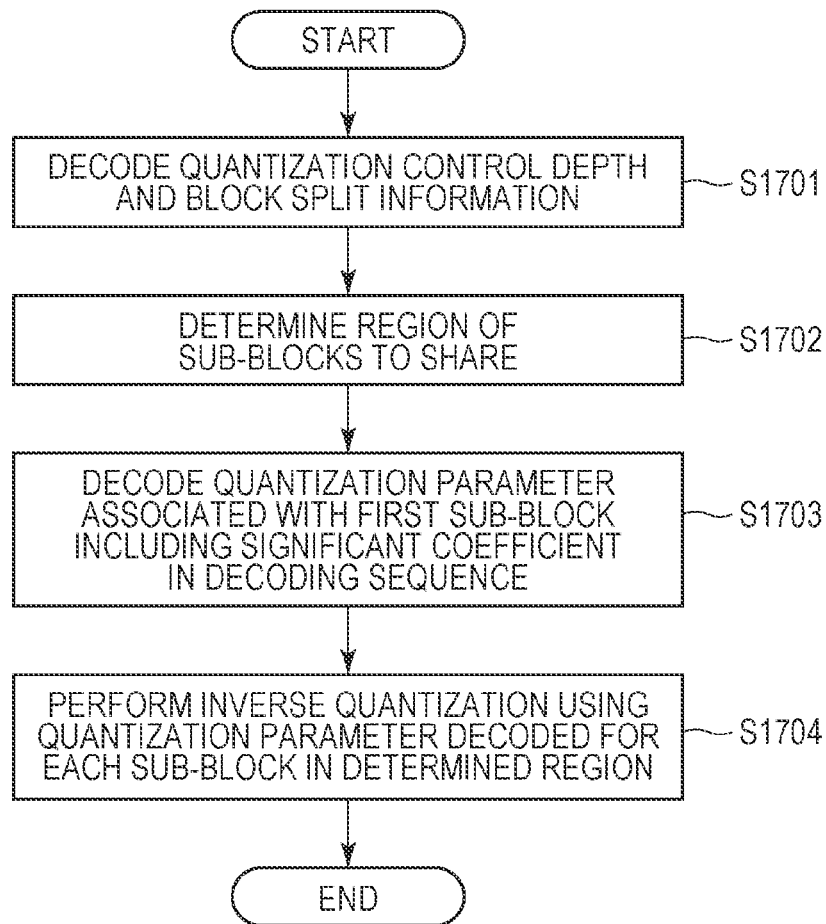 START
DECODE QUANTIZATION CONTROL DEPTH
AND BLOCK SPLIT INFORMATION
S1701
DETERMINE REGION OF
SUB-BLOCKS TO SHARE
S1702
DECODE QUANTIZATION PARAMETER
ASSOCIATED WITH FIRST SUB-BLOCK
INCLUDING SIGNIFICANT COEFFICIENT
IN DECODING SEQUENCE
S1703
PERFORM INVERSE QUANTIZATION USING
QUANTIZATION PARAMETER DECODED FOR
EACH SUB-BLOCK IN DETERMINED REGION
S1704
END